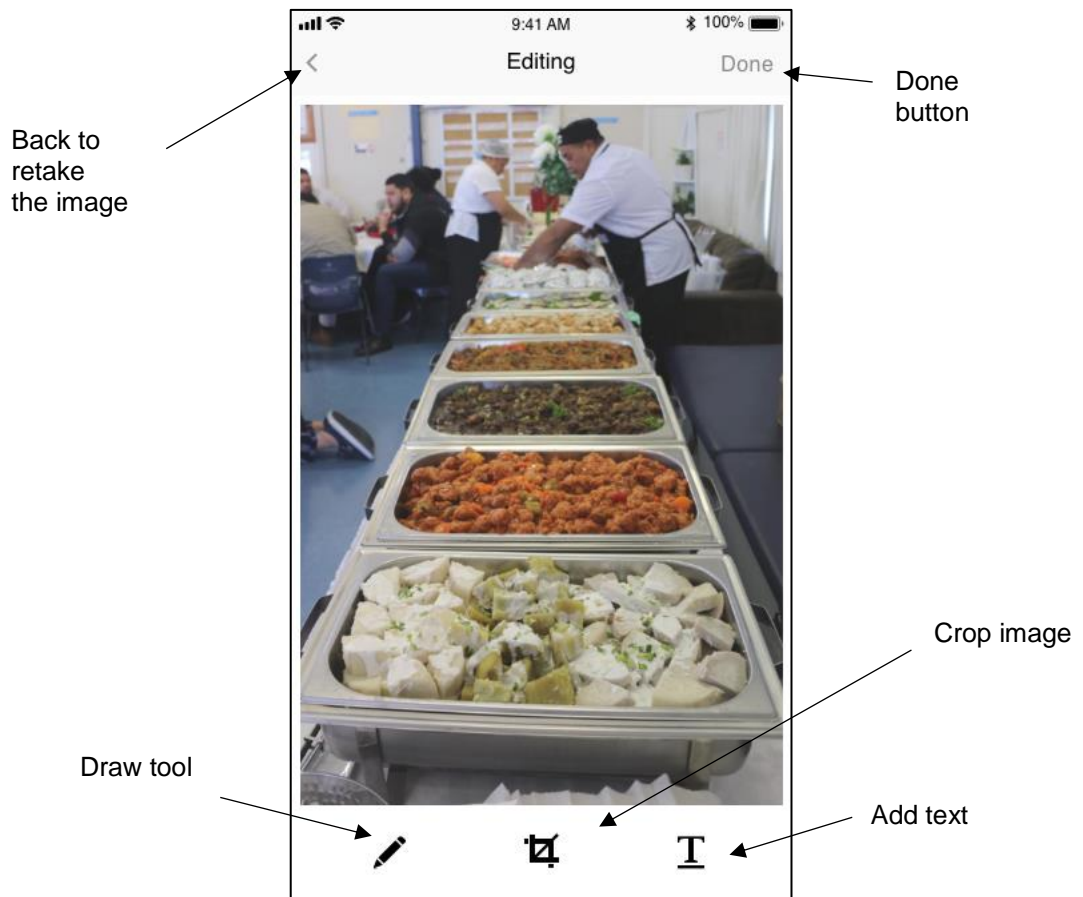 9:41 AM
100%
Editing
Done
Done
button
Back to
retake
the image
Crop image
Draw tool
Add text
T